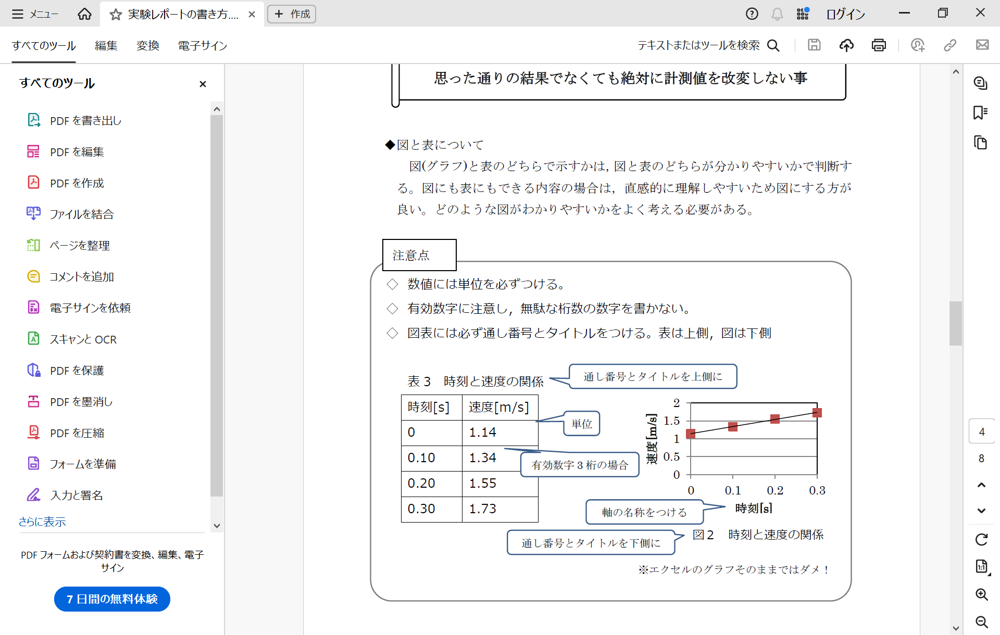 メニュー
実験レポートの書き方....
作成
ログイン
すべてのツール
編集
変換
電子サイン
テキストまたはツールを検索
すべてのツール
PDF を書き出し
PDF を編集
PDF を作成
ファイルを結合
ページを整理
コメントを追加
電子サインを依頼
スキャンと OCR
PDF を保護
PDF を墨消し
PDF を圧縮
フォームを準備
入力と署名
さらに表示
PDF フォームおよび契約書を変換、編集、電子
サイン
7 日間の無料体験
思った通りの結果でなくても絶対に計測値を改変しない事
◆図と表について
図(グラフ)と表のどちらで示すかは,図と表のどちらが分かりやすいかで判断す
る。図にも表にもできる内容の場合は，直感的に理解しやすいため図にする方が
良い。どのような図がわかりやすいかをよく考える必要がある。
注意点
◇ 数値には単位を必ずつける。
◇ 有効数字に注意し，無駄な桁数の数字を書かない。
◇ 図表には必ず通し番号とタイトルをつける。表は上側，図は下側
表 3 時刻と速度の関係
通し番号とタイトルを上側に
時刻[s] 速度[m/s]
0 1.14
0.10 1.34
0.20 1.55
0.30 1.73
単位
有効数字 3 桁の場合
速度[m/s]
2
1.5
1
0.5
0
0 0.1 0.2 0.3
時刻[s]
軸の名称をつける
通し番号とタイトルを下側に
図 2 時刻と速度の関係
※エクセルのグラフそのままではダメ！
4
8
1:1